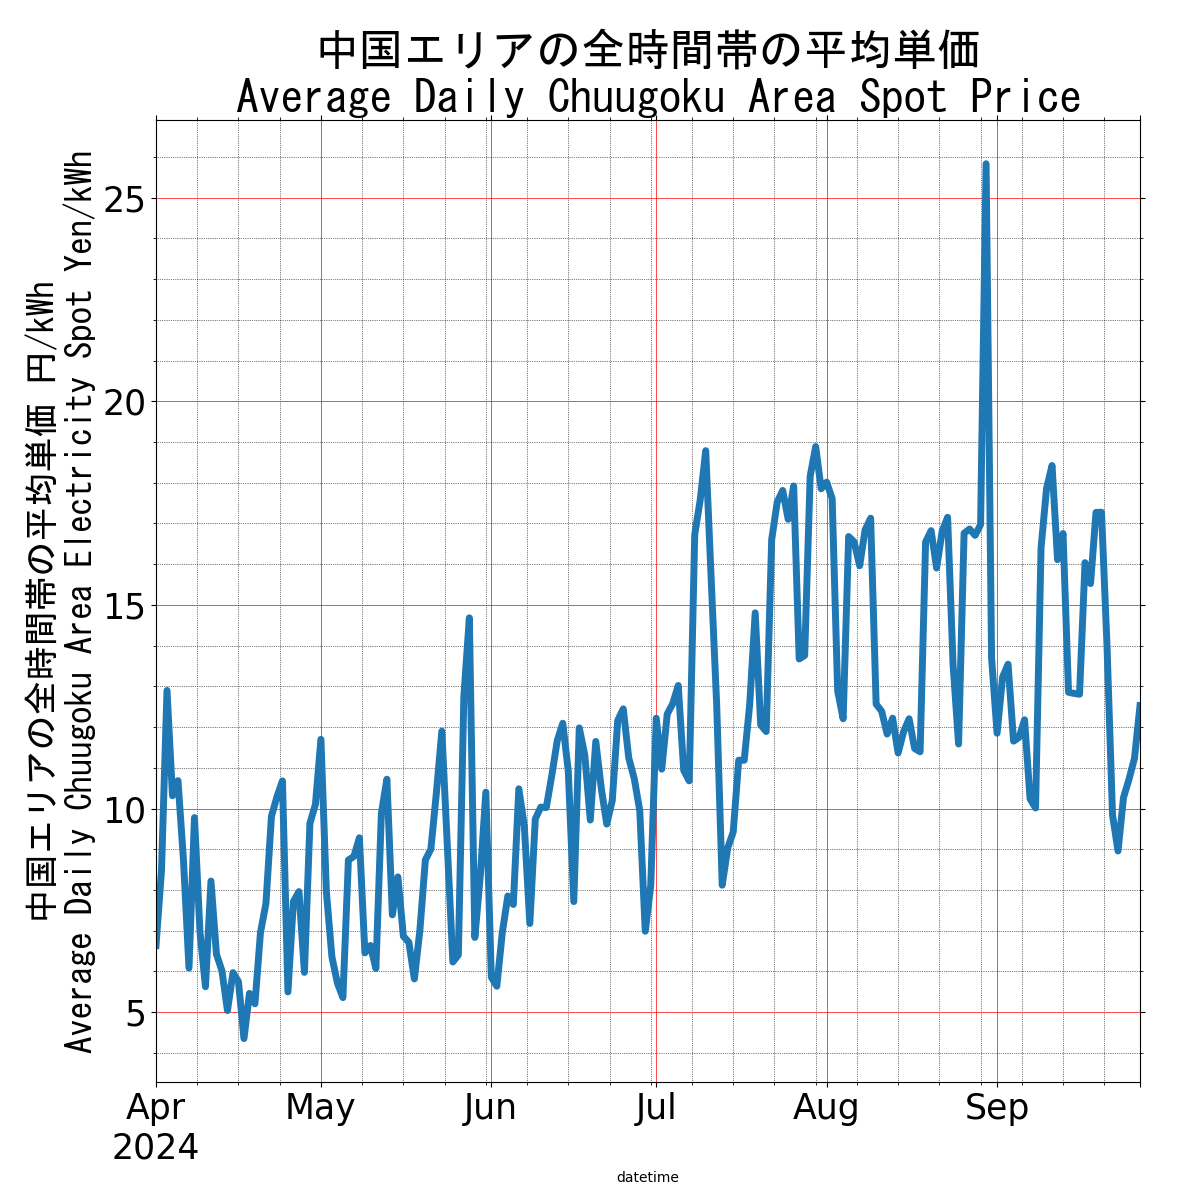 中国エリアの全時間帯の平均単価
Average Daily Chuugoku Area Spot Price
中国エリアの全時間帯の平均単価 円/kWh
Average Daily Chuugoku Area Electricity Spot Yen/kWh
25
20
15
10
5
Apr May Jun Jul Aug Sep
2024
datetime